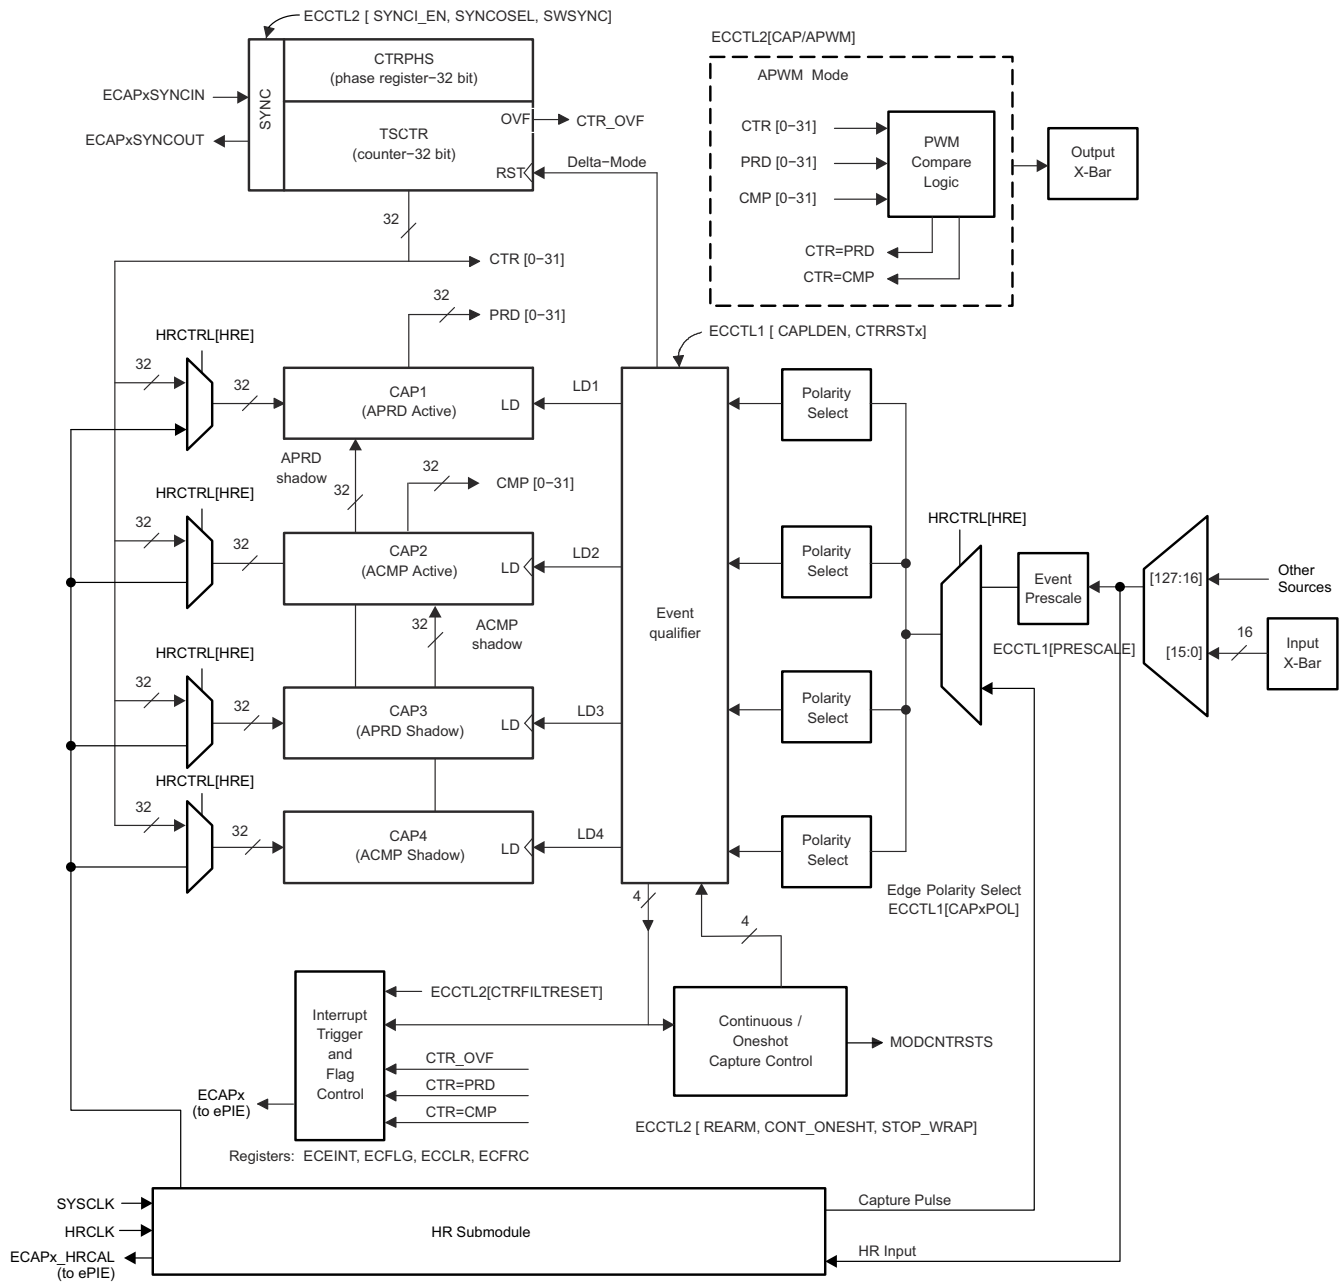 ECCTL2 [ SYNCI_EN, SYNCOSEL, SWSYNC]
SYNC
CTRPHS
(phase register−32 bit)
TSCTR
(counter−32 bit)
OVF
RST
ECAPxSYNCIN
ECAPxSYNCOUT
CTR_OVF
Delta−Mode
ECCTL2[CAP/APWM]
APWM Mode
CTR [0−31]
PRD [0−31]
CMP [0−31]
PWM
Compare
Logic
CTR=PRD
CTR=CMP
Output
X-Bar
32
CTR [0−31]
32
PRD [0−31]
ECCTL1 [ CAPLDEN, CTRRSTx]
HRCTRL[HRE]
32
32
CAP1
(APRD Active)
LD
LD1
Polarity
Select
APRD
shadow
32
32
CMP [0−31]
HRCTRL[HRE]
32
32
CAP2
(ACMP Active)
LD
LD2
Polarity
Select
32
ACMP
shadow
Event
qualifier
HRCTRL[HRE]
Event
Prescale
ECCTL1[PRESCALE]
[127:16]
[15:0]
Other
Sources
16
Input
X-Bar
HRCTRL[HRE]
32
32
CAP3
(APRD Shadow)
LD
LD3
Polarity
Select
HRCTRL[HRE]
32
32
CAP4
(ACMP Shadow)
LD
LD4
Polarity
Select
Edge Polarity Select
ECCTL1[CAPxPOL]
4
4
Interrupt
Trigger
and
Flag
Control
ECCTL2[CTRFILTRESET]
CTR_OVF
CTR=PRD
CTR=CMP
ECAPx
(to ePIE)
Continuous /
Oneshot
Capture Control
MODCNTRSTS
ECCTL2 [ REARM, CONT_ONESHT, STOP_WRAP]
Registers: ECEINT, ECFLG, ECCLR, ECFRC
SYSCLK
HRCLK
ECAPx_HRCAL
(to ePIE)
HR Submodule
Capture Pulse
HR Input